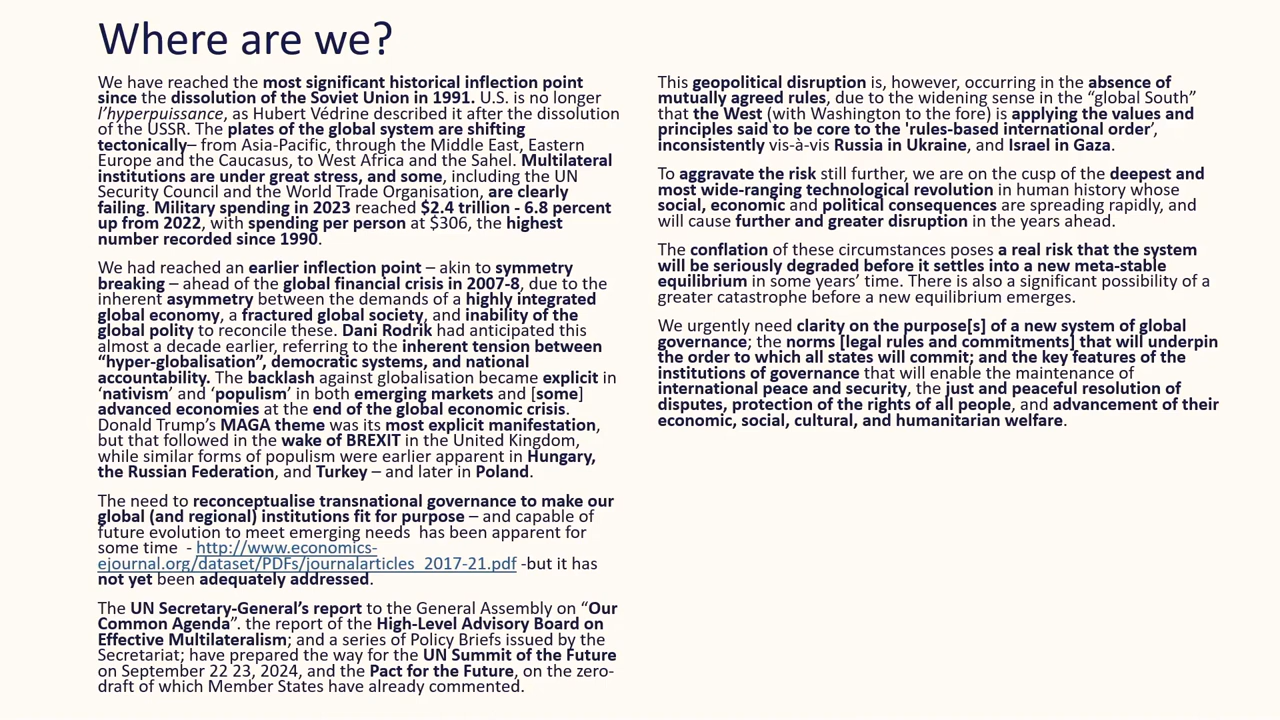 Where are we?
We have reached the most significant historical inflection point
since the dissolution of the Soviet Union in 1991. U.S. is no longer
l’hyperpuissance, as Hubert Védrine described it after the dissolution
of the USSR. The plates of the global system are shifting
tectonically– from Asia-Pacific, through the Middle East, Eastern
Europe and the Caucasus, to West Africa and the Sahel. Multilateral
institutions are under great stress, and some, including the UN
Security Council and the World Trade Organisation, are clearly
failing. Military spending in 2023 reached $2.4 trillion - 6.8 percent
up from 2022, with spending per person at $306, the highest
number recorded since 1990.
We had reached an earlier inflection point – akin to symmetry
breaking – ahead of the global financial crisis in 2007-8, due to the
inherent asymmetry between the demands of a highly integrated
global economy, a fractured global society, and inability of the
global polity to reconcile these. Dani Rodrik had anticipated this
almost a decade earlier, referring to the inherent tension between
“hyper-globalisation”, democratic systems, and national
accountability. The backlash against globalisation became explicit in
‘nativism’ and ‘populism’ in both emerging markets and [some]
advanced economies at the end of the global economic crisis.
Donald Trump’s MAGA theme was its most explicit manifestation,
but that followed in the wake of BREXIT in the United Kingdom,
while similar forms of populism were earlier apparent in Hungary,
the Russian Federation, and Turkey – and later in Poland.
The need to reconceptualise transnational governance to make our
global (and regional) institutions fit for purpose – and capable of
future evolution to meet emerging needs has been apparent for
some time - http://www.economics-
ejournal.org/dataset/PDFs/journalarticles_2017-21.pdf -but it has
not yet been adequately addressed.
The UN Secretary-General’s report to the General Assembly on “Our
Common Agenda”. the report of the High-Level Advisory Board on
Effective Multilateralism; and a series of Policy Briefs issued by the
Secretariat; have prepared the way for the UN Summit of the Future
on September 22 23, 2024, and the Pact for the Future, on the zero-
draft of which Member States have already commented.
This geopolitical disruption is, however, occurring in the absence of
mutually agreed rules, due to the widening sense in the “global South”
that the West (with Washington to the fore) is applying the values and
principles said to be core to the 'rules-based international order’,
inconsistently vis-à-vis Russia in Ukraine, and Israel in Gaza.
To aggravate the risk still further, we are on the cusp of the deepest and
most wide-ranging technological revolution in human history whose
social, economic and political consequences are spreading rapidly, and
will cause further and greater disruption in the years ahead.
The conflation of these circumstances poses a real risk that the system
will be seriously degraded before it settles into a new meta-stable
equilibrium in some years’ time. There is also a significant possibility of a
greater catastrophe before a new equilibrium emerges.
We urgently need clarity on the purpose[s] of a new system of global
governance; the norms [legal rules and commitments] that will underpin
the order to which all states will commit; and the key features of the
institutions of governance that will enable the maintenance of
international peace and security, the just and peaceful resolution of
disputes, protection of the rights of all people, and advancement of their
economic, social, cultural, and humanitarian welfare.